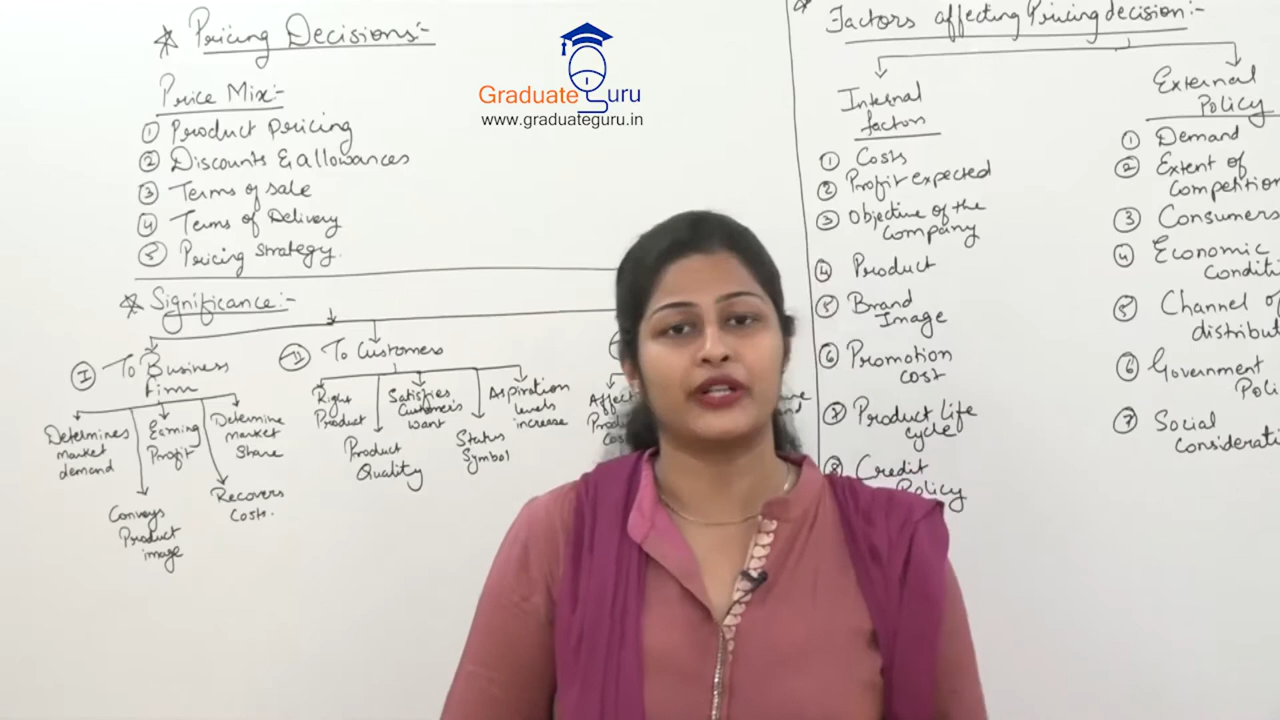 * Pricing Decisions:-
Price Mix:-
① Product pricing
② Discounts & allowances
③ Terms of sale
④ Terms of Delivery
⑤ Pricing strategy.
* Significance:-
I To Business
firm
Determines
market
demand
Conveys
Product
image
Earning
Profit
Recovers
Costs.
Determine
market
Share
II To Customers
Right
Product
Product
Quality
Satisfies
Customer's
want
Status
Symbol
Aspiration
levels
increase
Graduate Guru
www.graduateguru.in
* Factors affecting Pricing decision:-
Internal
factors
① Costs
② Profit expected
③ Objective of the
company
④ Product
⑤ Brand
Image
⑥ Promotion
cost
⑦ Product Life
cycle
⑧ Credit
Policy
External
Policy
① Demand
② Extent of
Competition
③ Consumers
④ Economic
⑤ Channel of
⑥ Government
⑦ Social